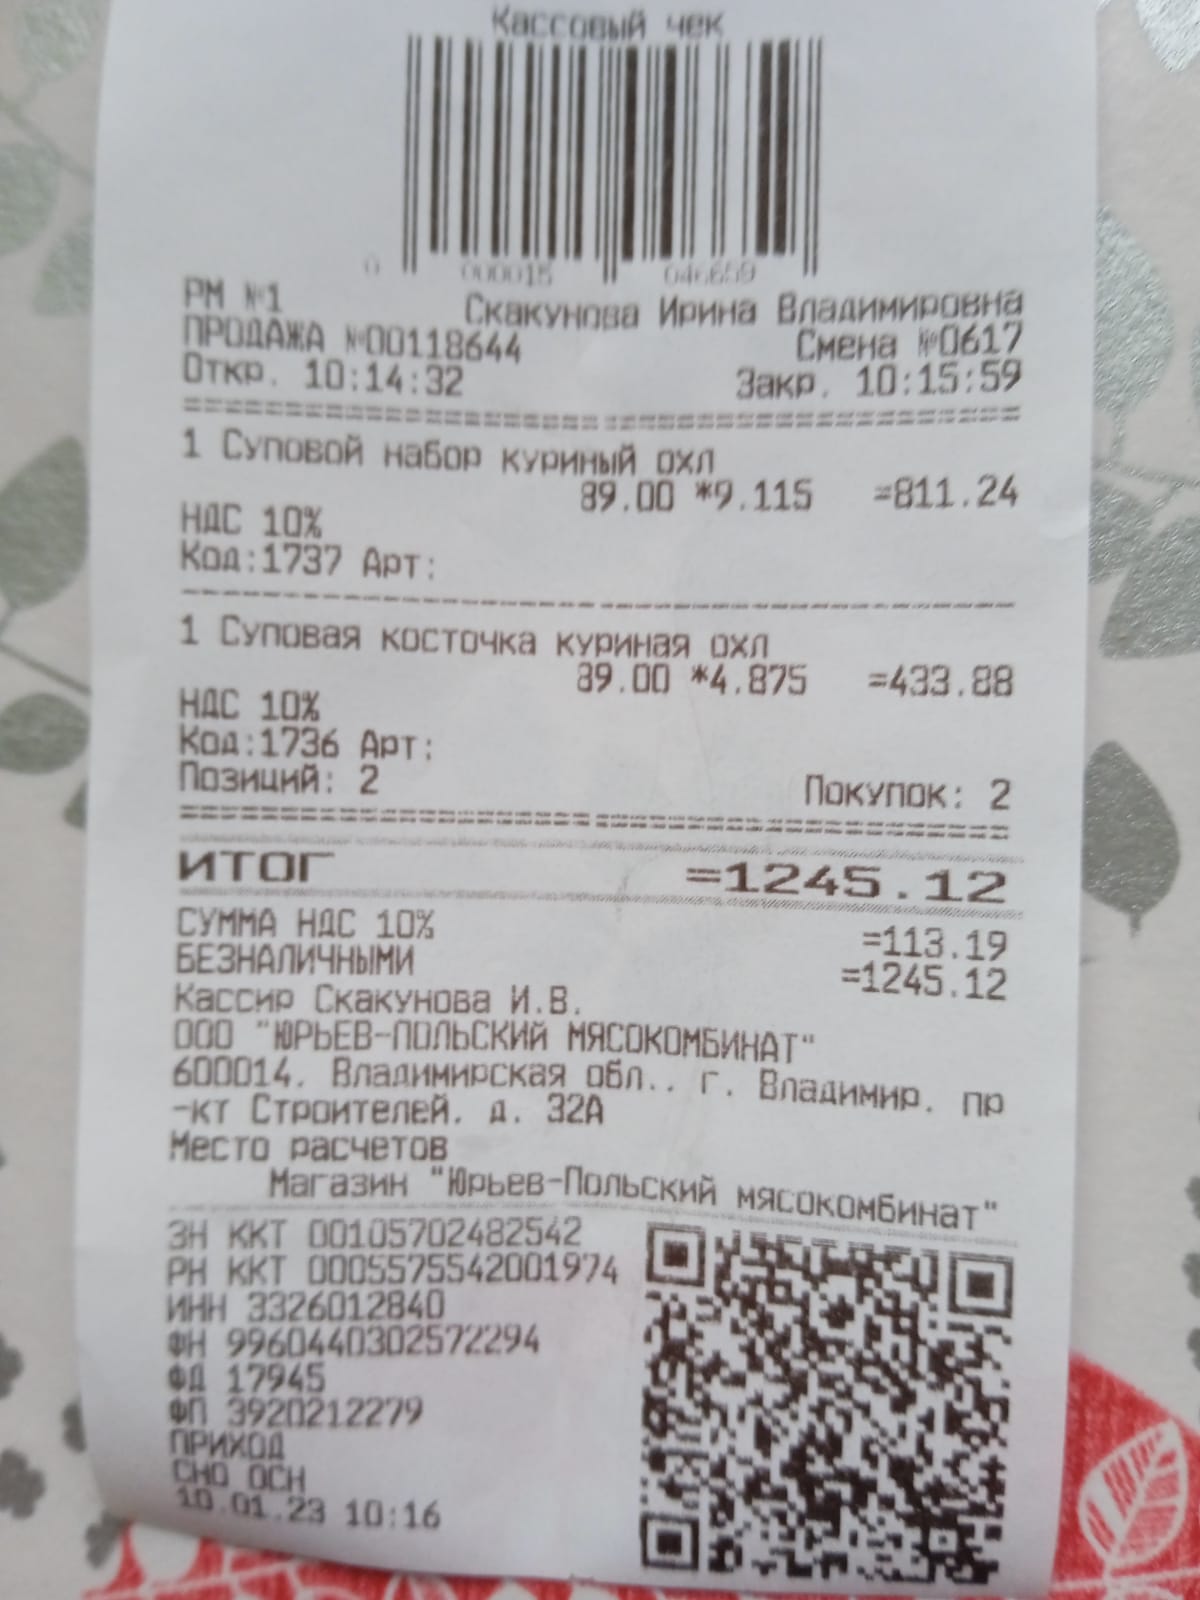 Кассовый чек
0 000015 046659
РМ №1 Скакунова Ирина Владимировна
ПРОДАЖА №00118644 Смена №0617
Откр. 10:14:32 Закр. 10:15:59
1 Суповой набор куриный охл
89.00 *9.115 =811.24
НДС 10%
Код:1737 Арт:
1 Суповая косточка куриная охл
89.00 *4.875 =433.88
НДС 10%
Код:1736 Арт:
Позиций: 2 Покупок: 2
ИТОГ =1245.12
СУММА НДС 10% =113.19
БЕЗНАЛИЧНЫМИ =1245.12
Кассир Скакунова И.В.
ООО "ЮРЬЕВ-ПОЛЬСКИЙ МЯСОКОМБИНАТ"
600014, Владимирская обл., г. Владимир, пр
-кт Строителей, д. 32А
Место расчетов
Магазин "Юрьев-Польский мясокомбинат"
ЗН ККТ 00105702482542
РН ККТ 0005575542001974
ИНН 3326012840
ФН 9960440302572294
ФД 17945
ФП 3920212279
ПРИХОД
СНО ОСН
10.01.23 10:16